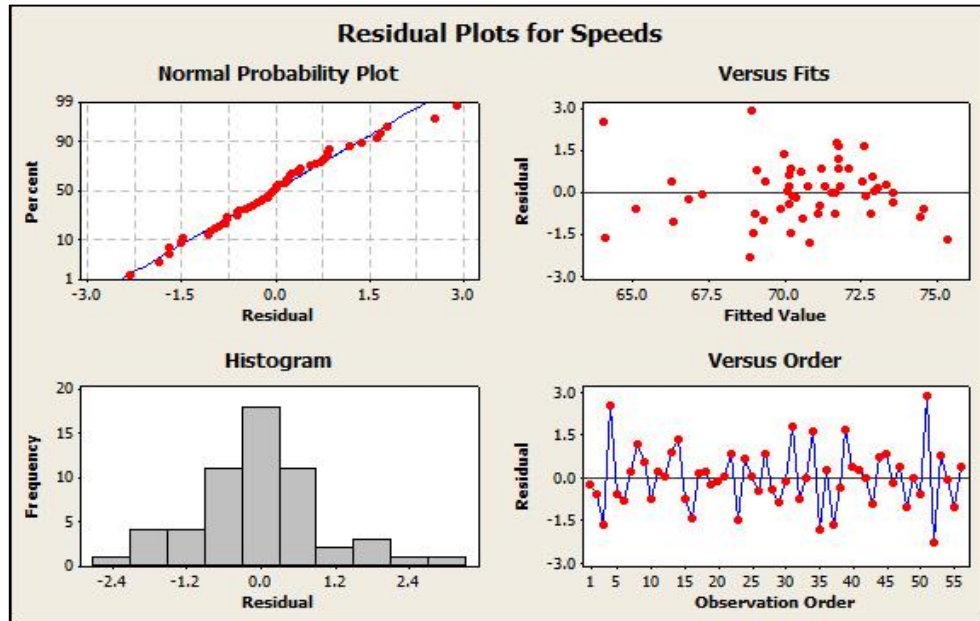 Residual Plots for Speeds
Normal Probability Plot
Percent
99
90
50
10
1
-3.0 -1.5 0.0 1.5 3.0
Residual
Versus Fits
Residual
3.0
1.5
0.0
-1.5
-3.0
65.0 67.5 70.0 72.5 75.0
Fitted Value
Histogram
Frequency
20
15
10
5
0
-2.4 -1.2 0.0 1.2 2.4
Residual
Versus Order
Residual
3.0
1.5
0.0
-1.5
-3.0
1 5 10 15 20 25 30 35 40 45 50 55
Observation Order